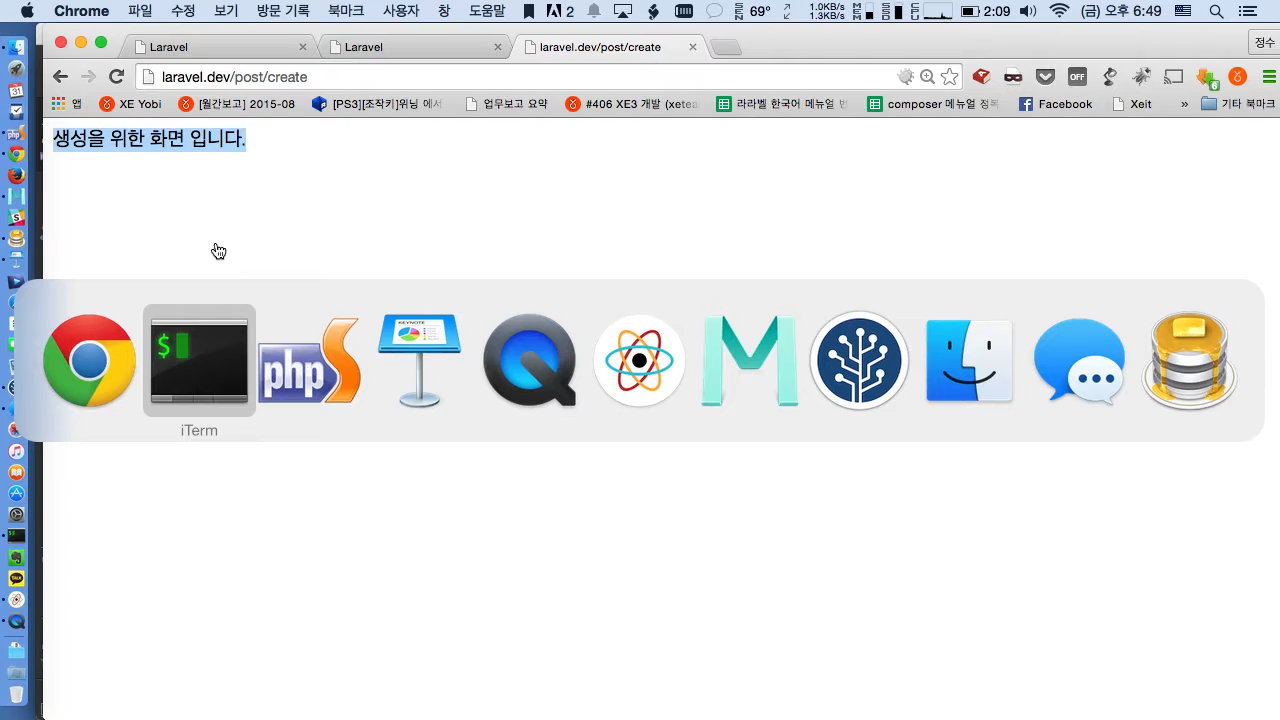 Chrome 파일 수정 보기 방문 기록 북마크 사용자 창 도움말 2 1.0KB/s 1.3KB/s 69° 2:09 (금) 오후 6:49
Laravel Laravel laravel.dev/post/create 정수
laravel.dev/post/create OFF 6
앱 XE Yobi [월간보고] 2015-08 [PS3][조작키]위닝 에서 업무보고 요약 #406 XE3 개발 (xetea 라라벨 한국어 메뉴얼 composer 메뉴얼 정독 Facebook Xeit » 기타 북마크
생성을 위한 화면 입니다.
$
php
KEYNOTE
iTerm